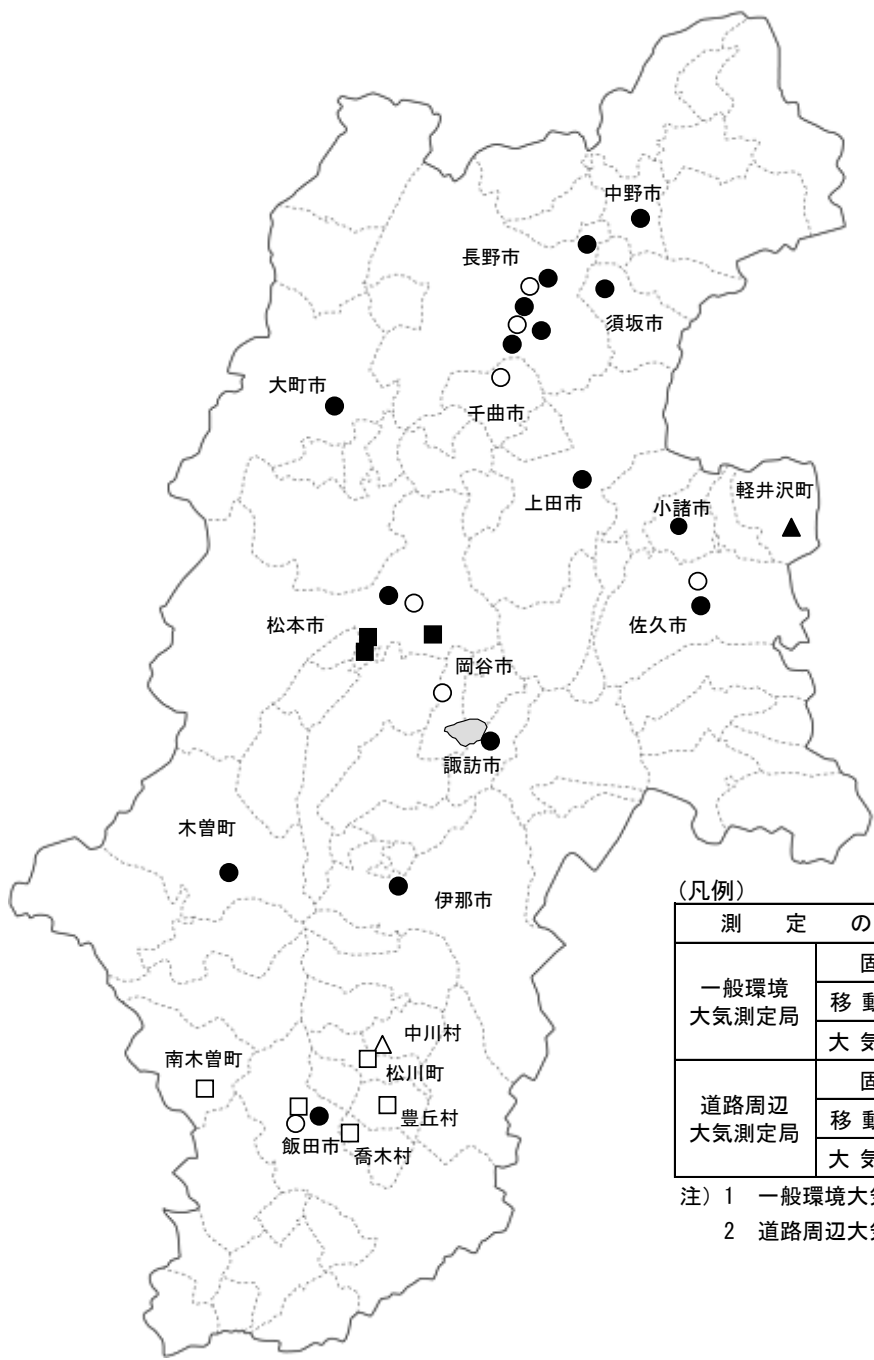 中野市
長野市
須坂市
大町市
千曲市
上田市
小諸市
軽井沢町
松本市
佐久市
岡谷市
諏訪市
木曽町
伊那市
中川村
南木曽町
松川町
豊丘村
飯田市
喬木村
(凡例)
測 定 の
一般環境
大気測定局
固
移 動
大 気
道路周辺
大気測定局
固
移 動
大 気
注) 1 一般環境大気
2 道路周辺大気